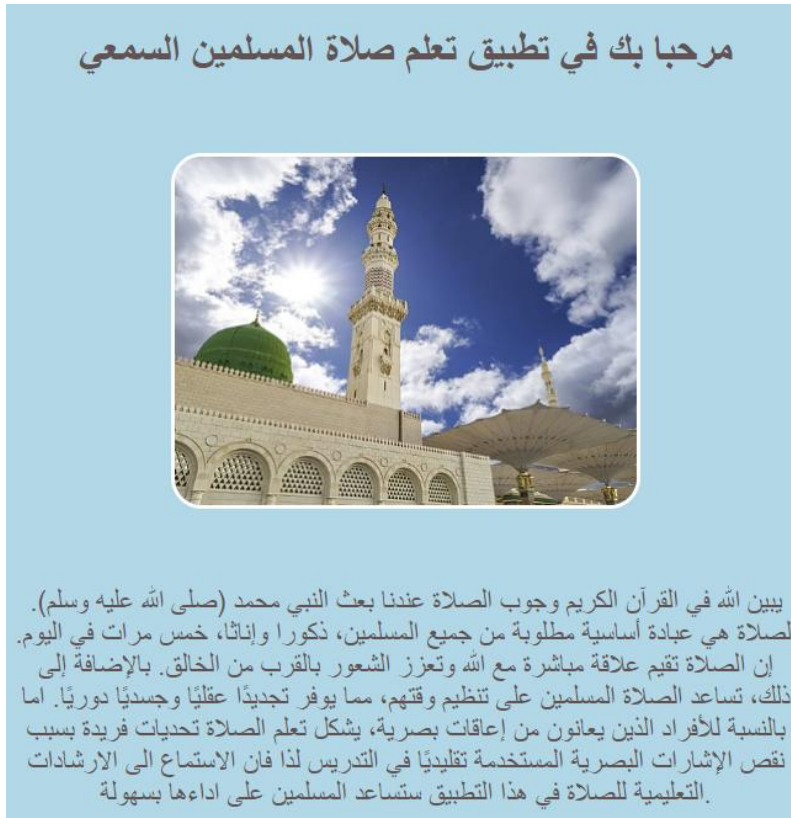 مرحبا بك في تطبيق تعلم صلاة المسلمين السمعي
يبين الله في القرآن الكريم وجوب الصلاة عندنا بعث النبي محمد (صلى الله عليه وسلم).
لصلاة هي عبادة أساسية مطلوبة من جميع المسلمين، ذكورا وإناثا، خمس مرات في اليوم.
إن الصلاة تقيم علاقة مباشرة مع الله وتعزز الشعور بالقرب من الخالق. بالإضافة إلى
ذلك، تساعد الصلاة المسلمين على تنظيم وقتهم، مما يوفر تجديدًا عقليًا وجسديًا دوريًا. اما
بالنسبة للأفراد الذين يعانون من إعاقات بصرية، يشكل تعلم الصلاة تحديات فريدة بسبب
نقص الإشارات البصرية المستخدمة تقليديًا في التدريس لذا فان الاستماع الى الارشادات
.التعليمية للصلاة في هذا التطبيق ستساعد المسلمين على اداءها بسهولة